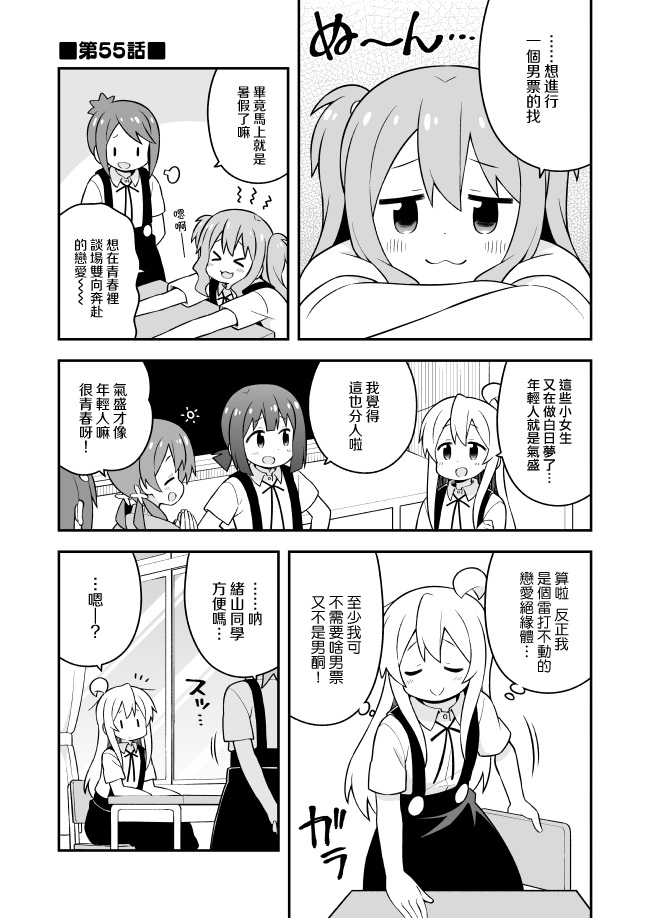 ■第55話■
ぬ〜ん…
……想進行
一個男票的找
畢竟馬上就是
暑假了嘛
嗯啊——
想在青春裡
談場雙向奔赴
的戀愛~~
這些小女生
又在做白日夢了…
年輕人就是氣盛
我覺得
這也分人啦
氣盛才像
年輕人嘛
很青春呀！
算啦 反正我
是個雷打不動的
戀愛絕緣體…
至少我可
不需要啥男票
又不是男酮！
ガラ
………吶
緒山同學
方便嗎…
スッ…
…嗯—？